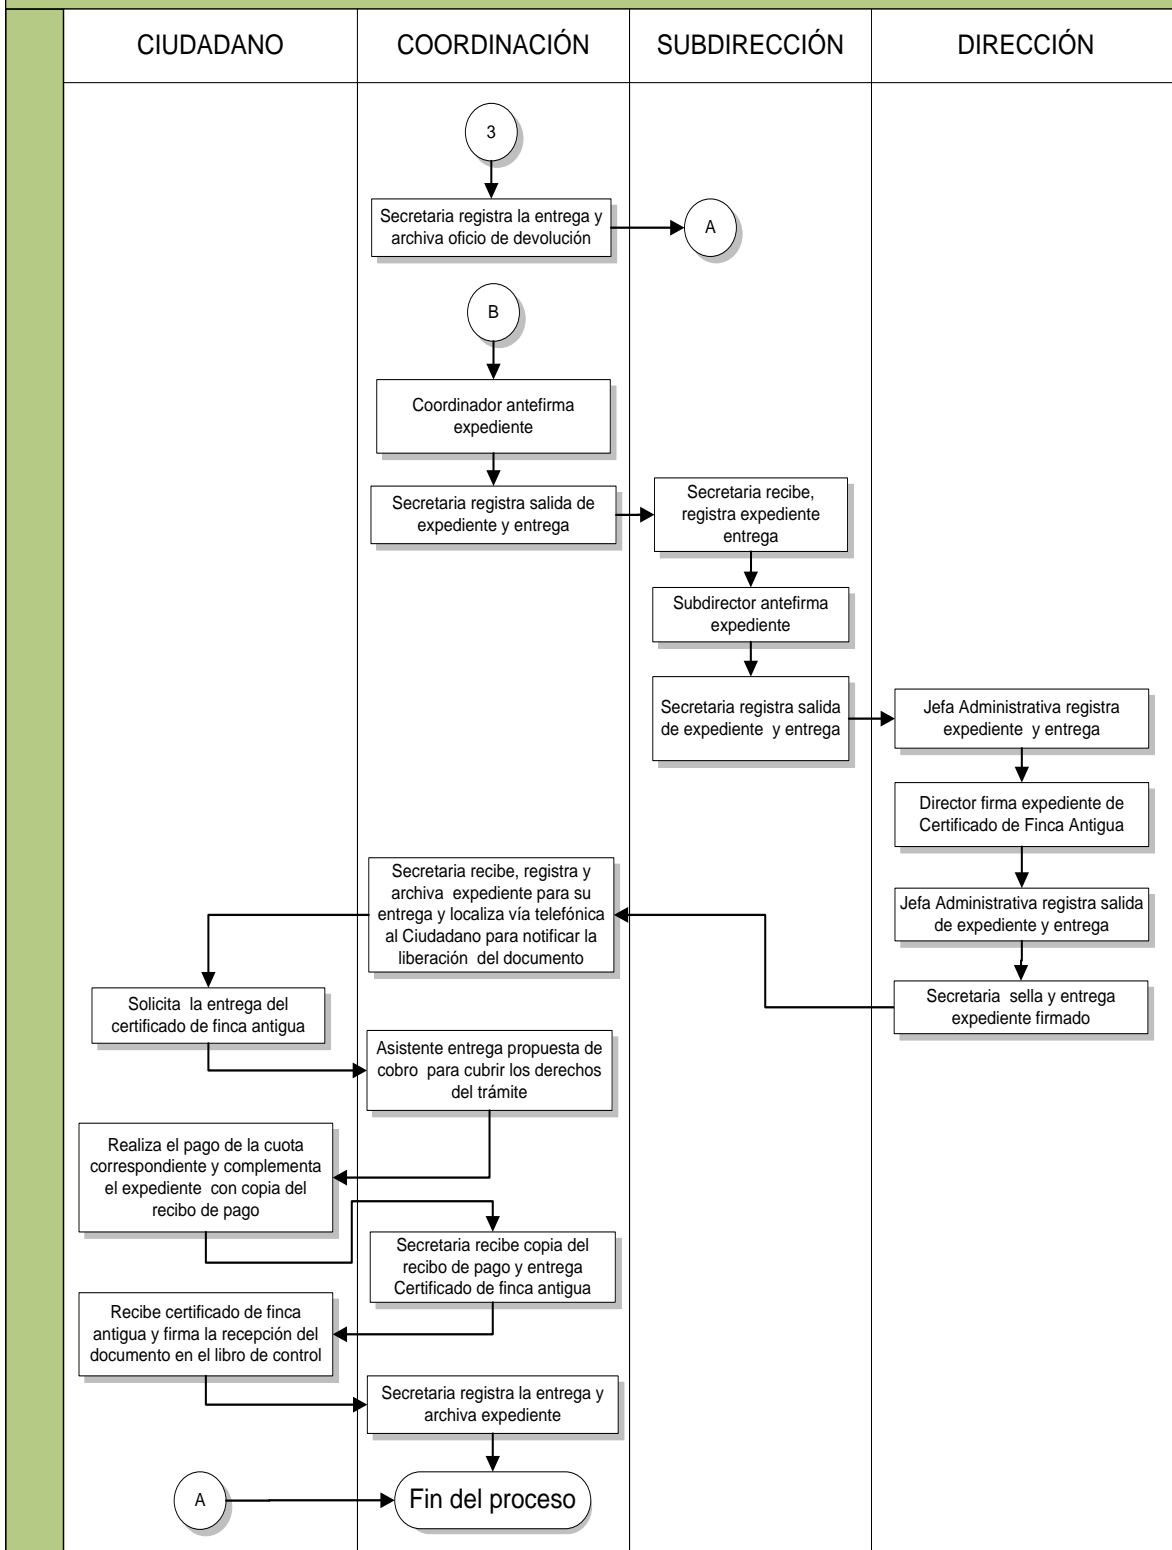 CIUDADANO
COORDINACIÓN
SUBDIRECCIÓN
DIRECCIÓN
3
Secretaria registra la entrega y
archiva oficio de devolución
A
B
Coordinador antefirma
expediente
Secretaria registra salida de
expediente y entrega
Secretaria recibe,
registra expediente
entrega
Subdirector antefirma
expediente
Secretaria registra salida
de expediente y entrega
Jefa Administrativa registra
expediente y entrega
Director firma expediente de
Certificado de Finca Antigua
Jefa Administrativa registra salida
de expediente y entrega
Secretaria sella y entrega
expediente firmado
Secretaria recibe, registra y
archiva expediente para su
entrega y localiza vía telefónica
al Ciudadano para notificar la
liberación del documento
Solicita la entrega del
certificado de finca antigua
Asistente entrega propuesta de
cobro para cubrir los derechos
del trámite
Realiza el pago de la cuota
correspondiente y complementa
el expediente con copia del
recibo de pago
Secretaria recibe copia del
recibo de pago y entrega
Certificado de finca antigua
Recibe certificado de finca
antigua y firma la recepción del
documento en el libro de control
Secretaria registra la entrega y
archiva expediente
A
Fin del proceso